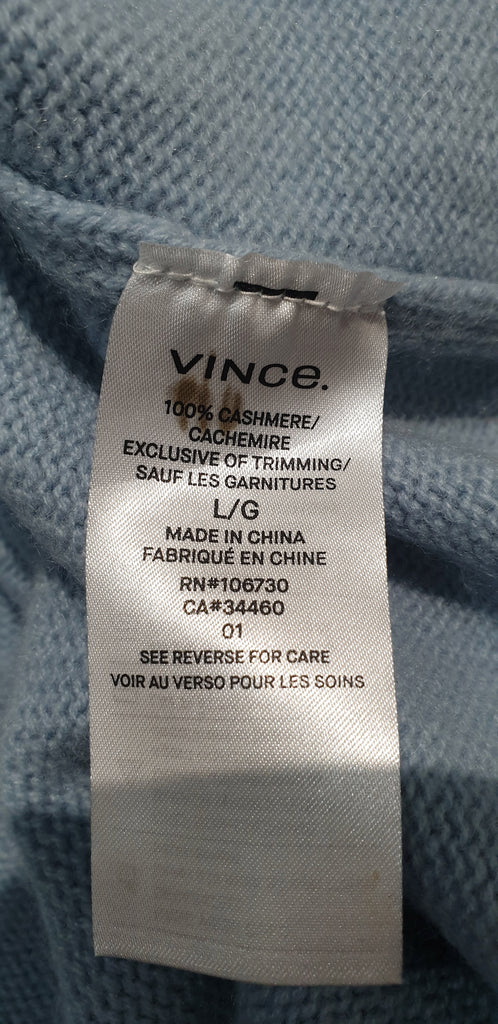 VINCE.
100% CASHMERE/
CACHEMIRE
EXCLUSIVE OF TRIMMING/
SAUF LES GARNITURES
L/G
MADE IN CHINA
FABRIQUÉ EN CHINE
RN#106730
CA#34460
01
SEE REVERSE FOR CARE
VOIR AU VERSO POUR LES SOINS